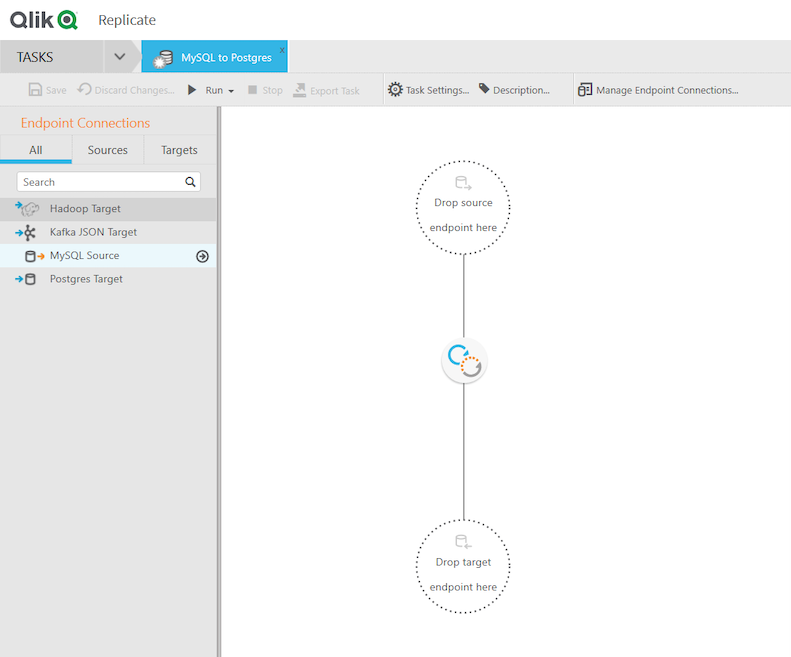 Qlik Replicate
TASKS
MySQL to Postgres x
Save Discard Changes... Run Stop Export Task Task Settings... Description... Manage Endpoint Connections...
Endpoint Connections
All Sources Targets
Search
Hadoop Target
Kafka JSON Target
MySQL Source
Postgres Target
Drop source
endpoint here
Drop target
endpoint here